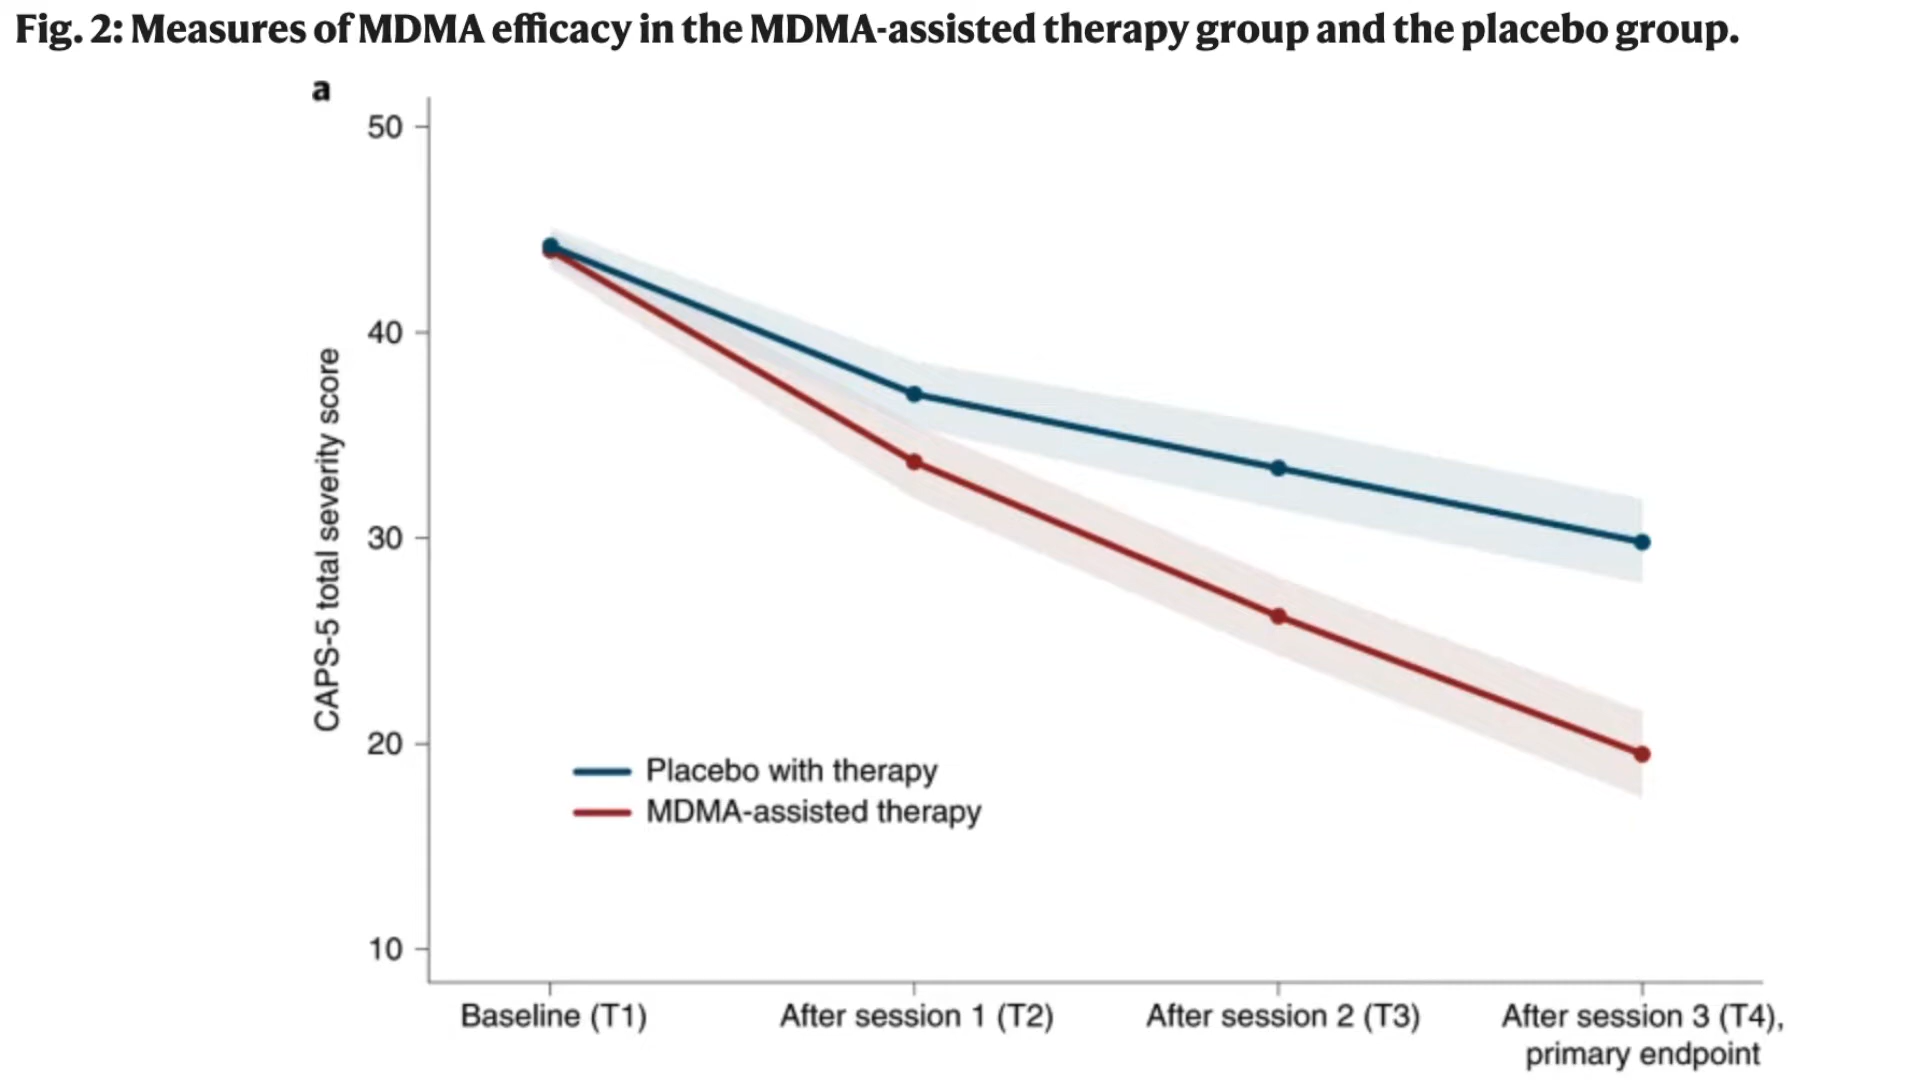 Fig. 2: Measures of MDMA efficacy in the MDMA-assisted therapy group and the placebo group.
a
50
40
30
20
10
CAPS-5 total severity score
Placebo with therapy
MDMA-assisted therapy
Baseline (T1)
After session 1 (T2)
After session 2 (T3)
After session 3 (T4),
primary endpoint